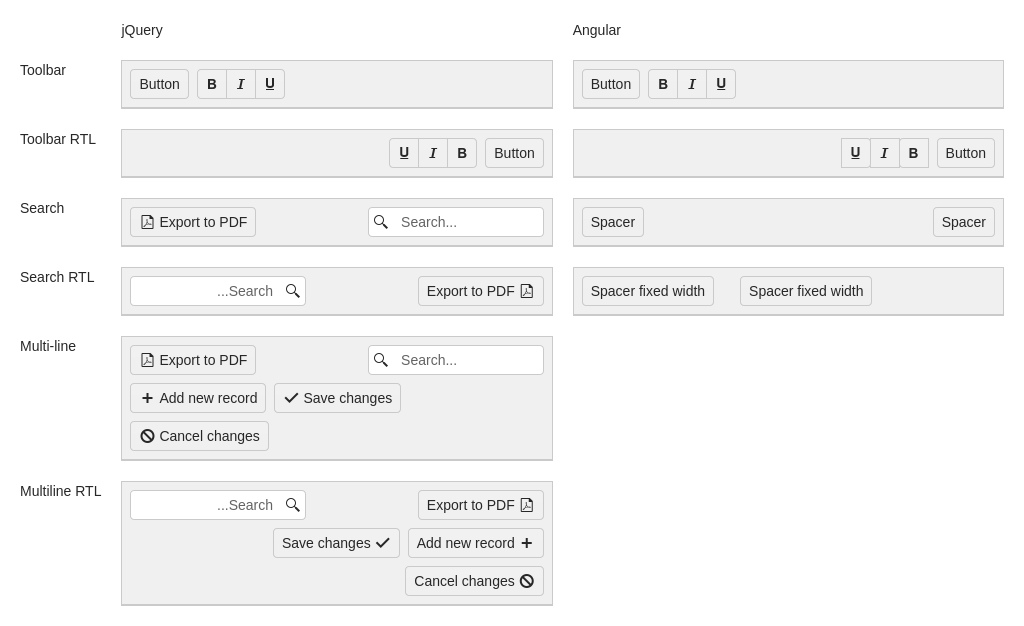 jQuery Angular
Toolbar Button B I U Button B I U
Toolbar RTL U I B Button U I B Button
Search Export to PDF Search... Spacer Spacer
Search RTL ...Search Export to PDF Spacer fixed width Spacer fixed width
Multi-line Export to PDF Search...
Add new record Save changes
Cancel changes
Multiline RTL ...Search Export to PDF
Save changes Add new record
Cancel changes